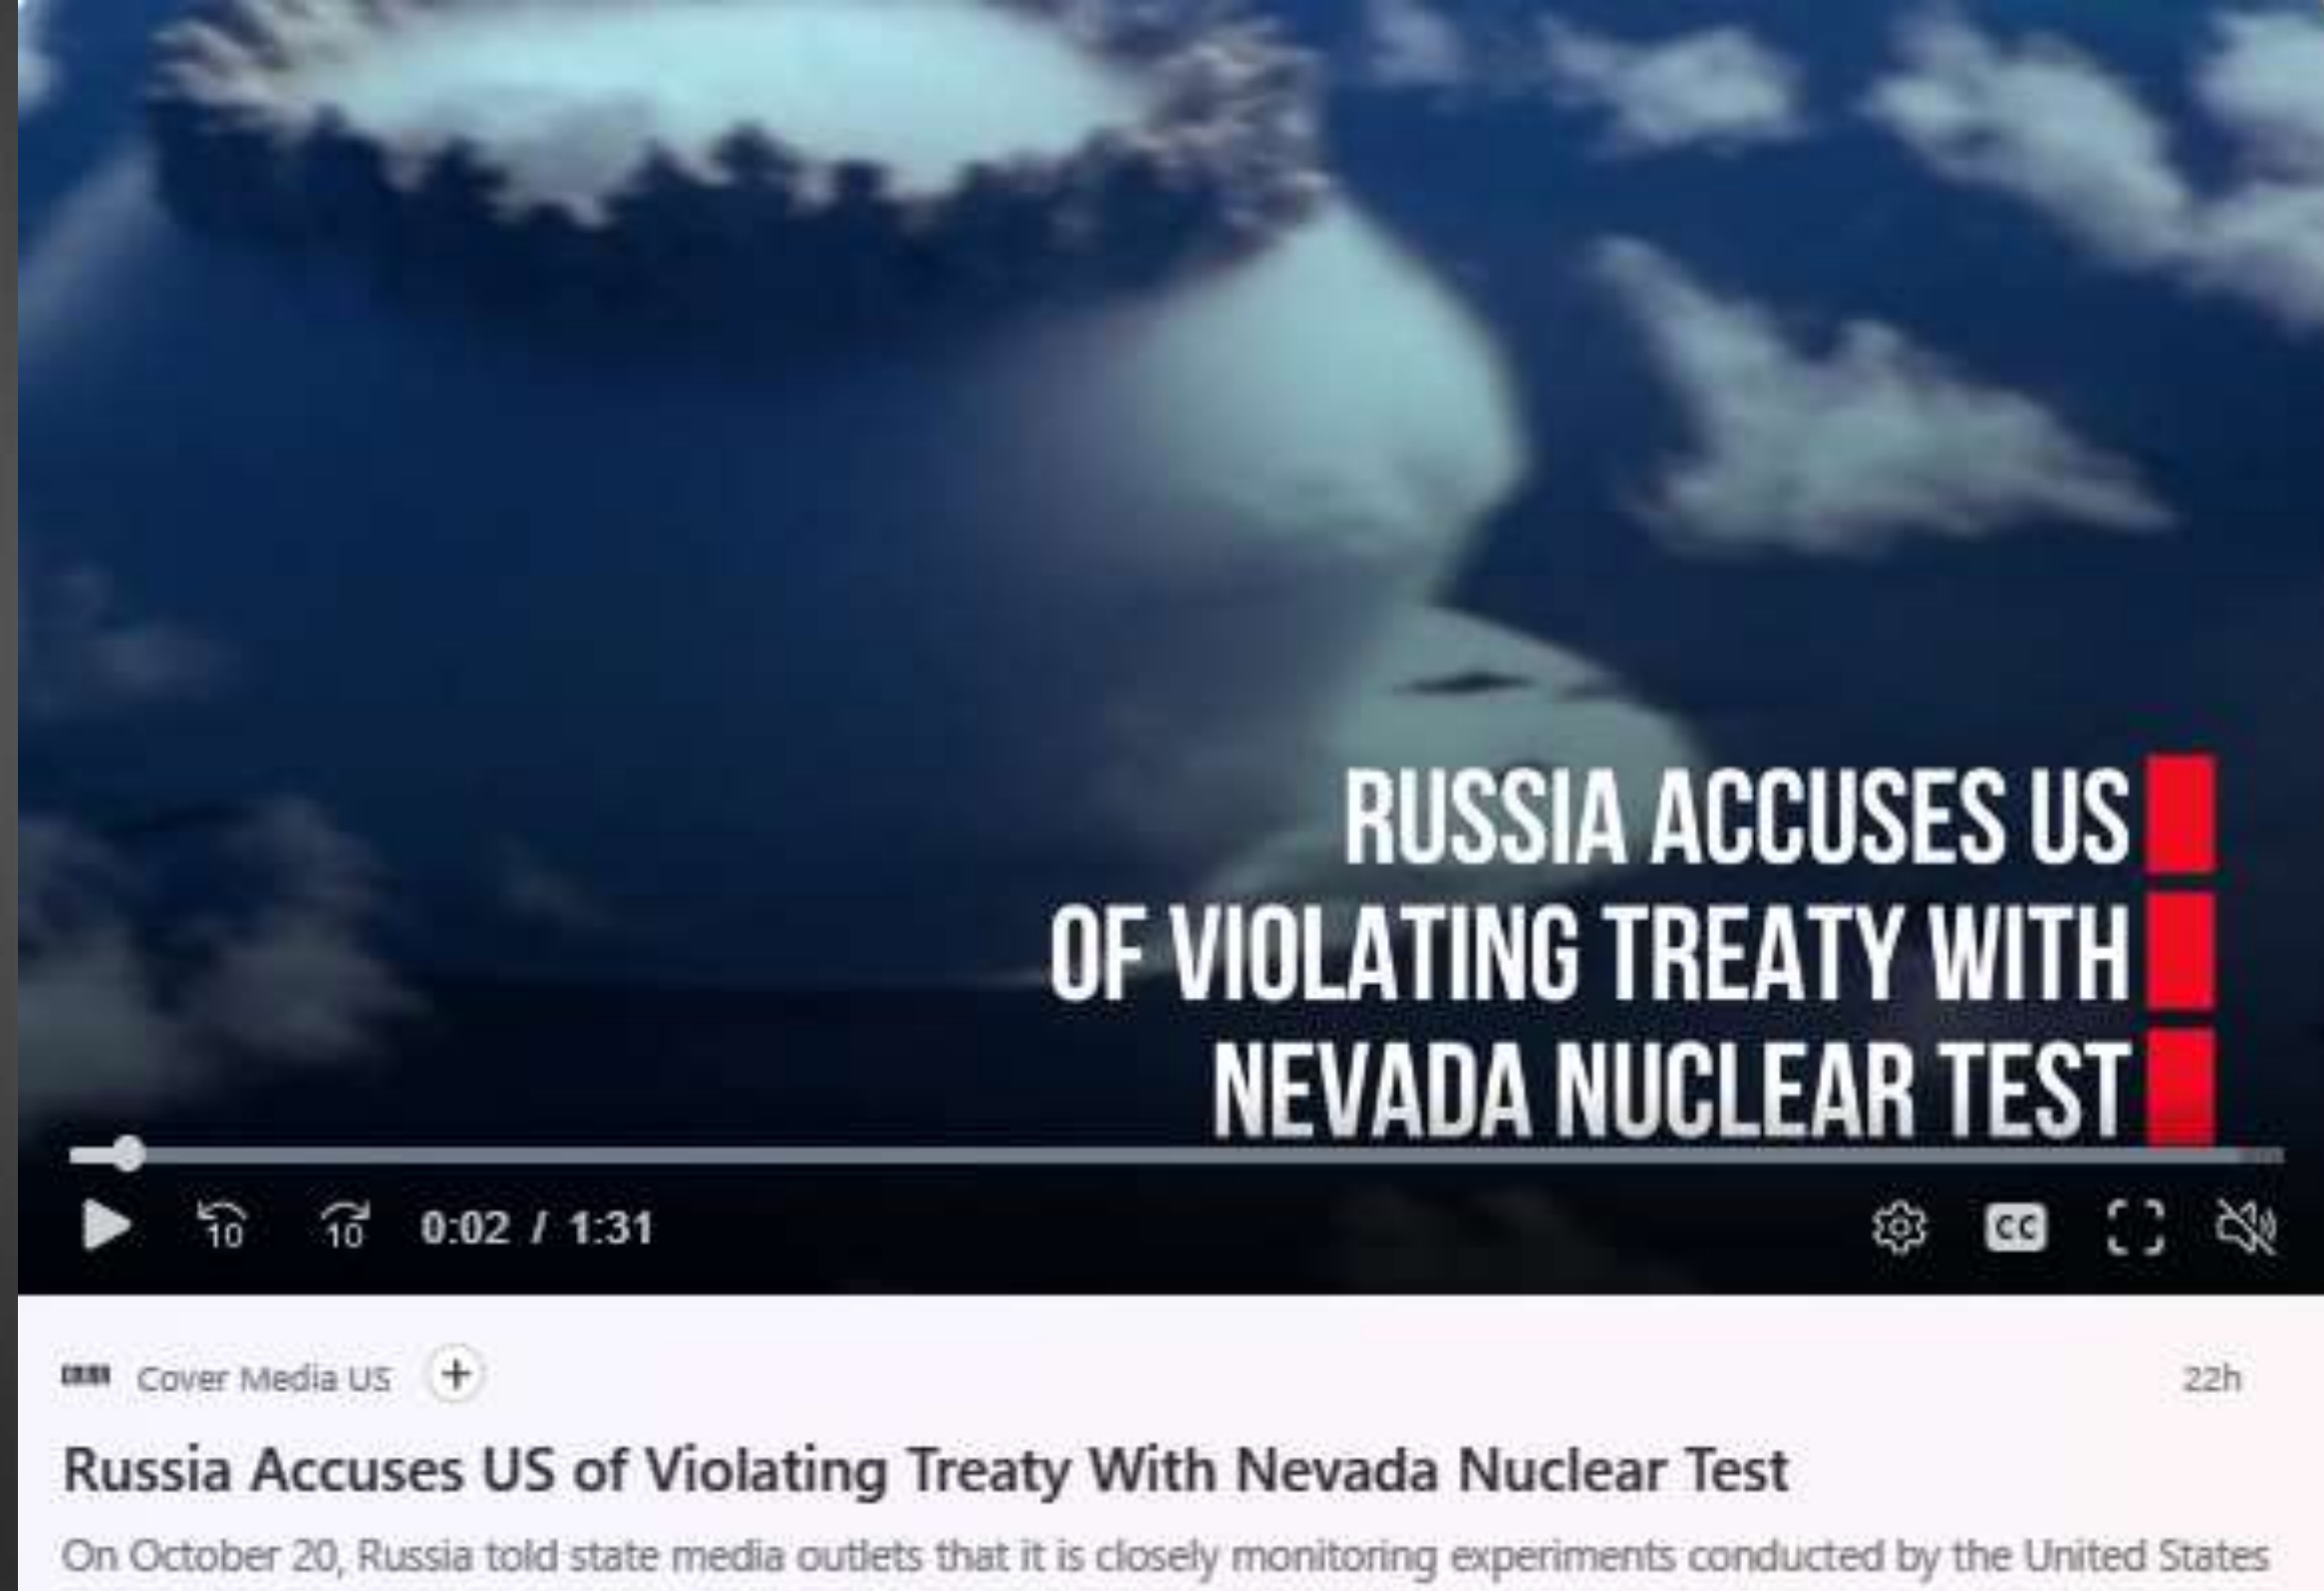 RUSSIA ACCUSES US
OF VIOLATING TREATY WITH
NEVADA NUCLEAR TEST
10
10
0:02 / 1:31
CC
Cover Media US
22h
Russia Accuses US of Violating Treaty With Nevada Nuclear Test
On October 20, Russia told state media outlets that it is closely monitoring experiments conducted by the United States